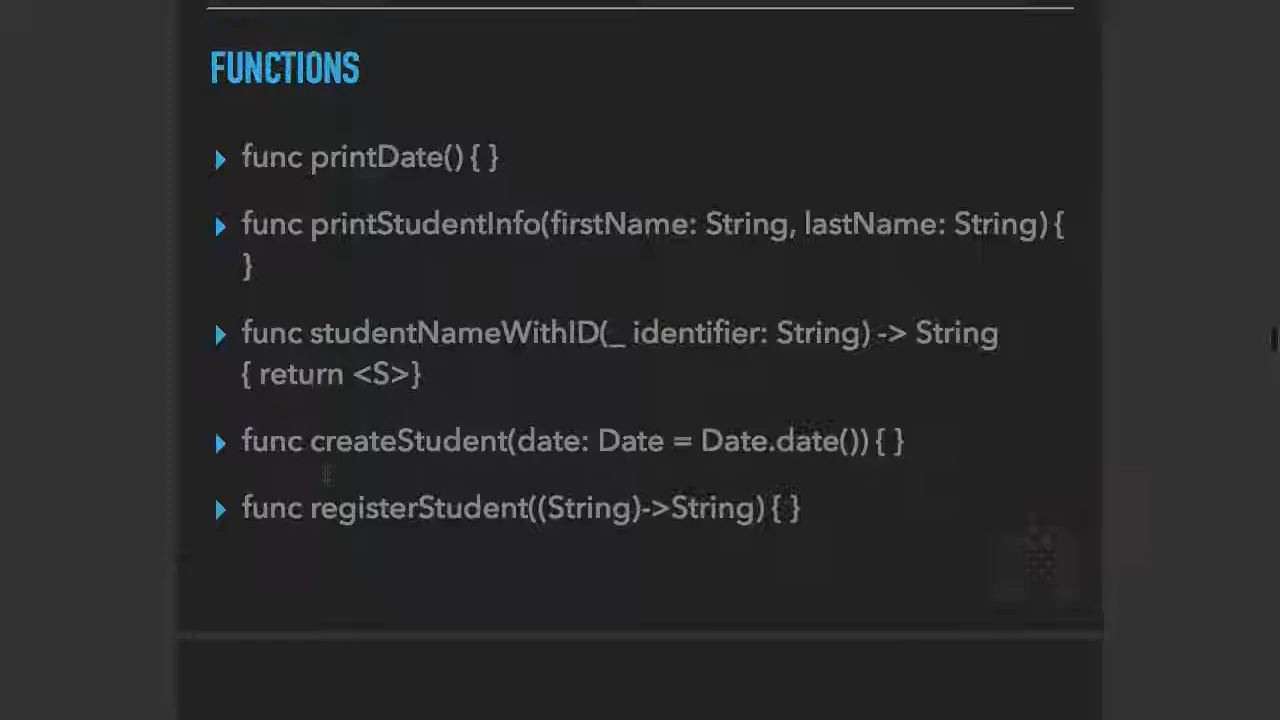 FUNCTIONS
func printDate() { }
func printStudentInfo(firstName: String, lastName: String) {
}
func studentNameWithID(_ identifier: String) -> String
{ return <S>}
func createStudent(date: Date = Date.date()) { }
func registerStudent((String)->String) { }